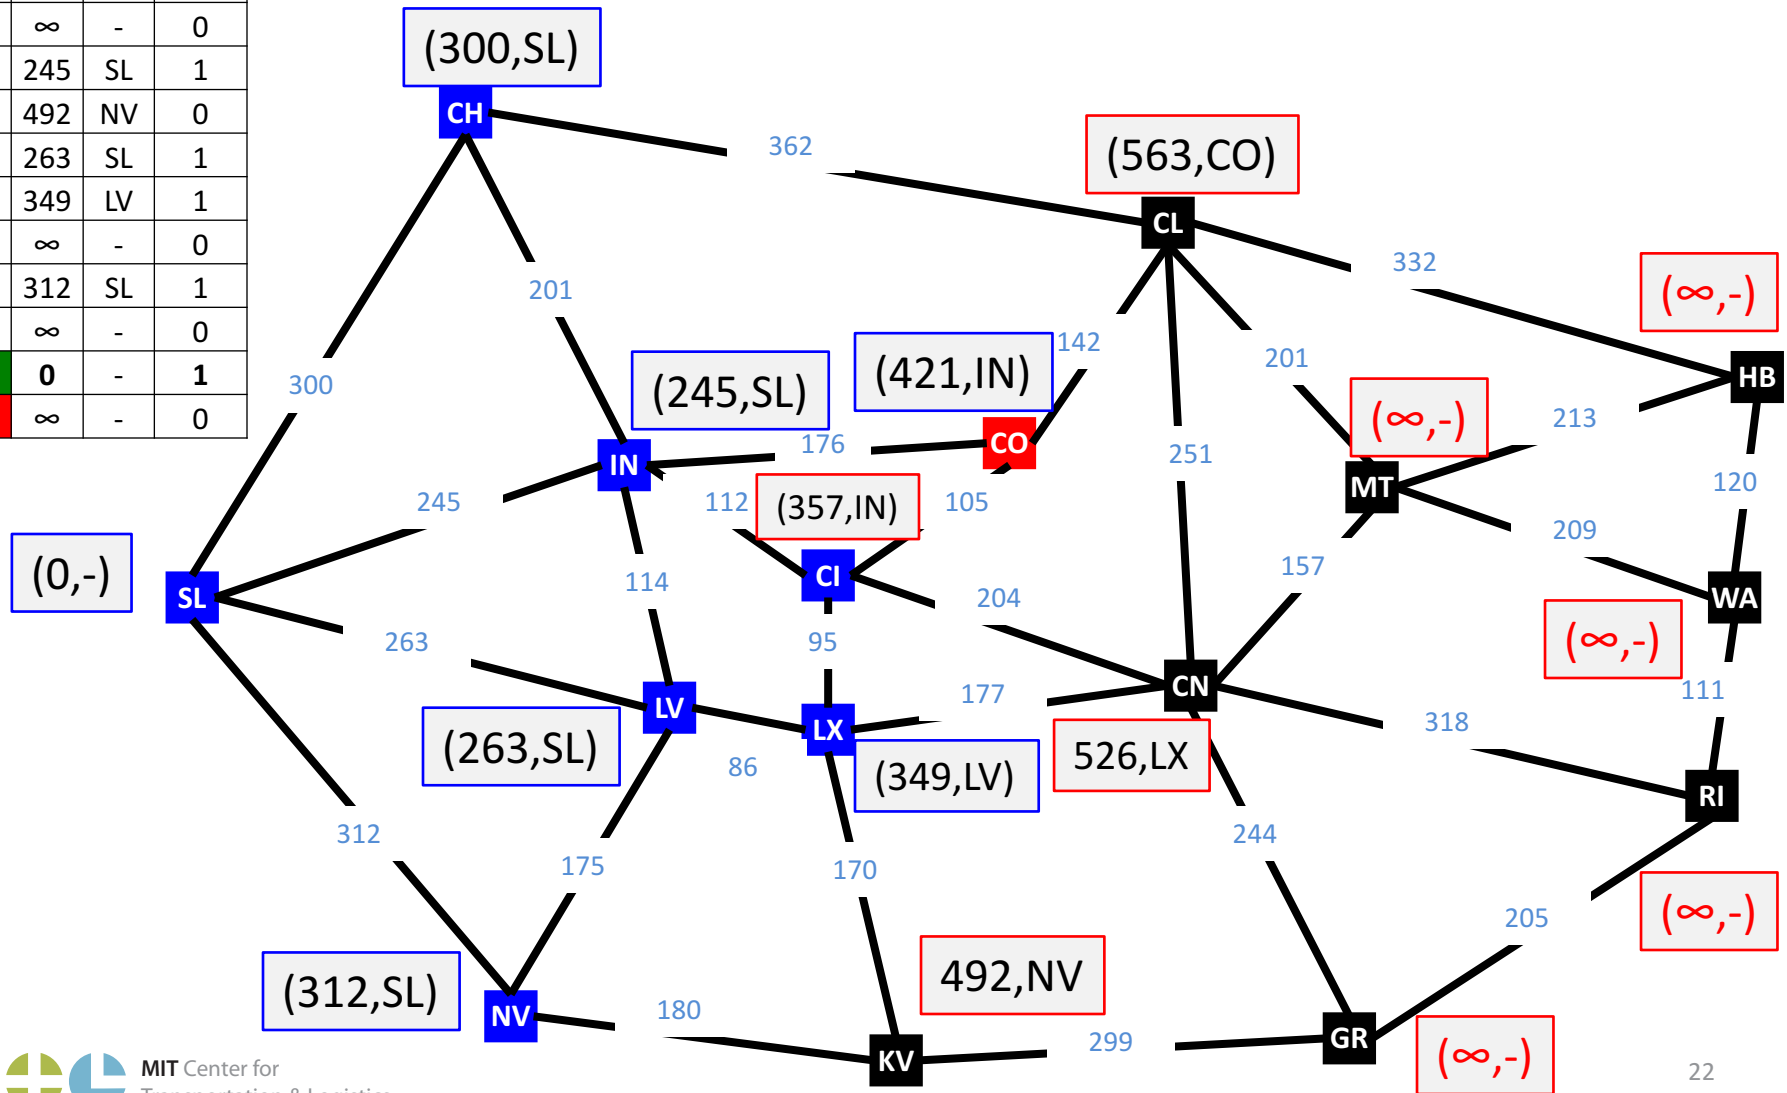 ∞ - 0
245 SL 1
492 NV 0
263 SL 1
349 LV 1
∞ - 0
312 SL 1
∞ - 0
0 - 1
∞ - 0
(300,SL)
CH
362
(563,CO)
CL
332
(∞,-)
HB
201
142
201
(421,IN)
(245,SL)
300
(∞,-)
213
CO
176
IN
251
MT
120
245
112
(357,IN)
105
209
(0,-)
SL
114
CI
204
157
WA
(∞,-)
263
95
CN
177
111
LV
LX
318
(263,SL)
86
(349,LV)
526,LX
RI
312
175
170
244
205
(∞,-)
(312,SL)
NV
180
492,NV
KV
299
GR
(∞,-)
MIT Center for
Transportation & Logistics
22